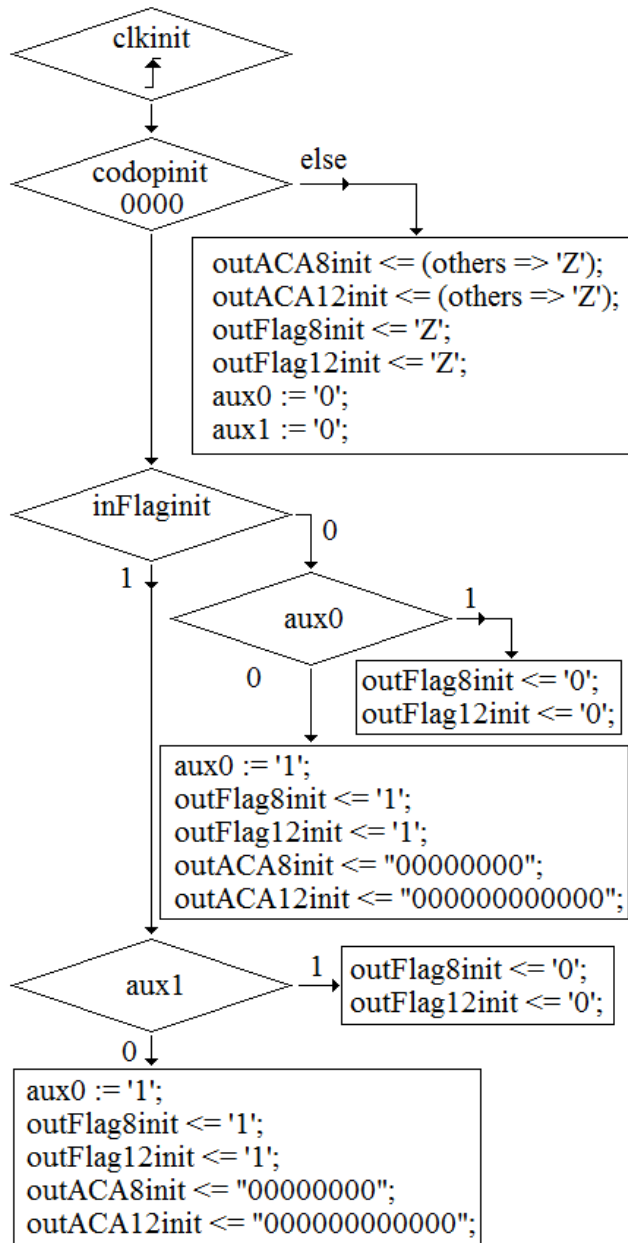 clkinit
codopinit
0000
else
outACA8init <= (others => 'Z');
outACA12init <= (others => 'Z');
outFlag8init <= 'Z';
outFlag12init <= 'Z';
aux0 := '0';
aux1 := '0';
inFlaginit
0
1
aux0
1
0
outFlag8init <= '0';
outFlag12init <= '0';
aux0 := '1';
outFlag8init <= '1';
outFlag12init <= '1';
outACA8init <= "00000000";
outACA12init <= "000000000000";
aux1
1
outFlag8init <= '0';
outFlag12init <= '0';
0
aux0 := '1';
outFlag8init <= '1';
outFlag12init <= '1';
outACA8init <= "00000000";
outACA12init <= "000000000000";